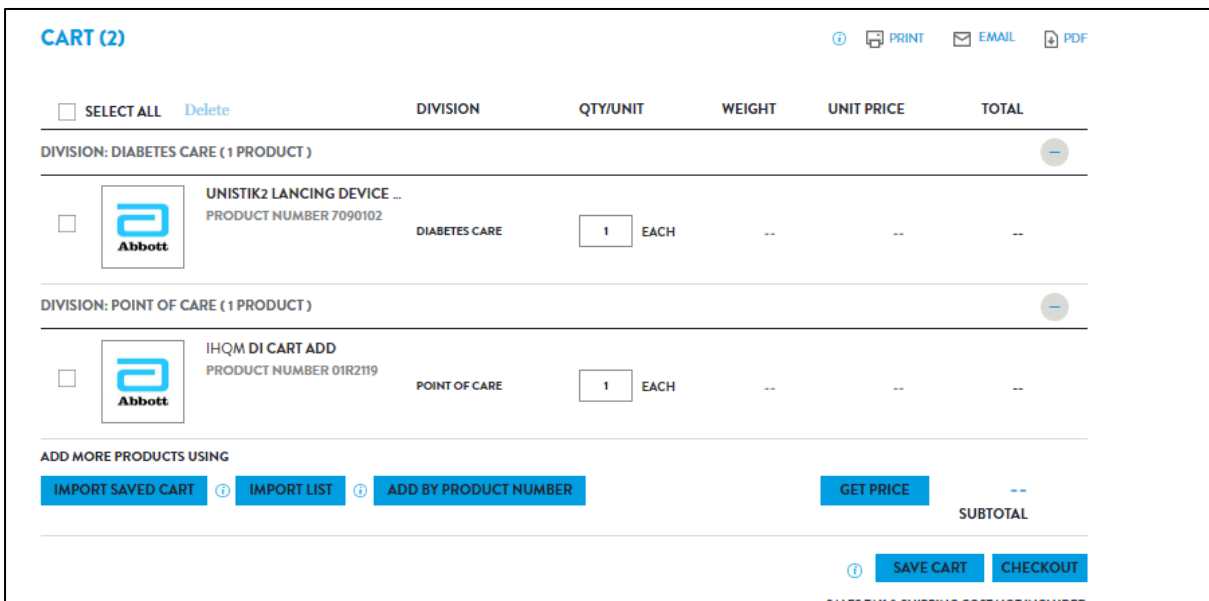 CART (2)
PRINT EMAIL PDF
SELECT ALL Delete DIVISION QTY/UNIT WEIGHT UNIT PRICE TOTAL
DIVISION: DIABETES CARE ( 1 PRODUCT )
UNISTIK2 LANCING DEVICE ...
PRODUCT NUMBER 7090102
Abbott DIABETES CARE 1 EACH -- -- --
DIVISION: POINT OF CARE ( 1 PRODUCT )
IHQM DI CART ADD
PRODUCT NUMBER 01R2119
Abbott POINT OF CARE 1 EACH -- -- --
ADD MORE PRODUCTS USING
IMPORT SAVED CART IMPORT LIST ADD BY PRODUCT NUMBER GET PRICE --
SUBTOTAL
SAVE CART CHECKOUT